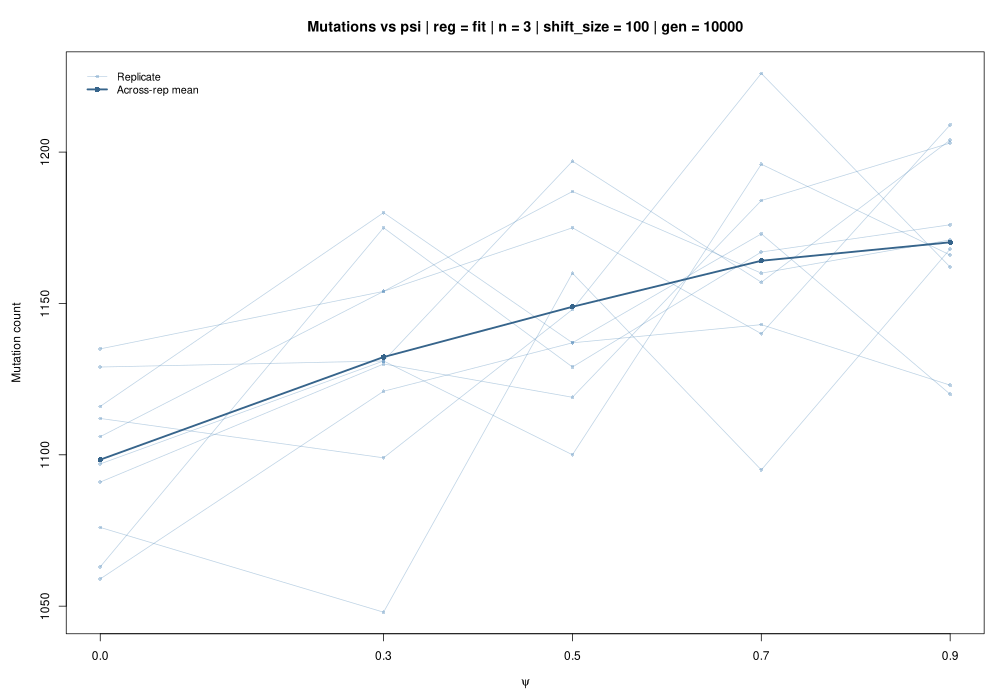 Mutations vs psi | reg = fit | n = 3 | shift_size = 100 | gen = 10000
Replicate
Across-rep mean
Mutation count
1200
1150
1100
1050
0.0
0.3
0.5
0.7
0.9
ψ